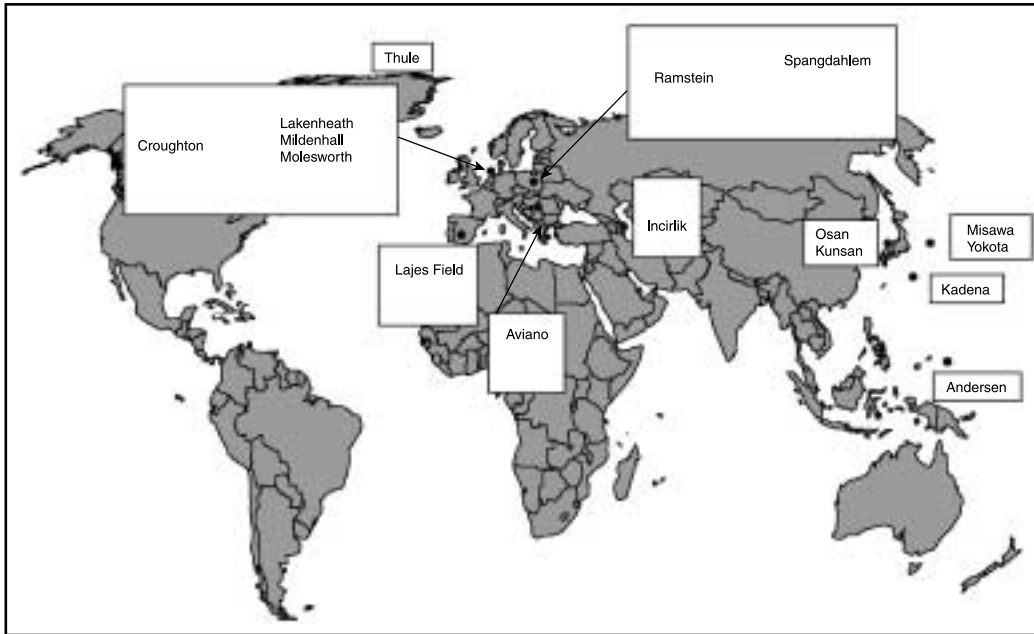 Thule
Spangdahlem
Ramstein
Lakenheath
Mildenhall
Molesworth
Croughton
Incirlik
Osan
Kunsan
Misawa
Yokota
Lajes Field
Kadena
Aviano
Andersen